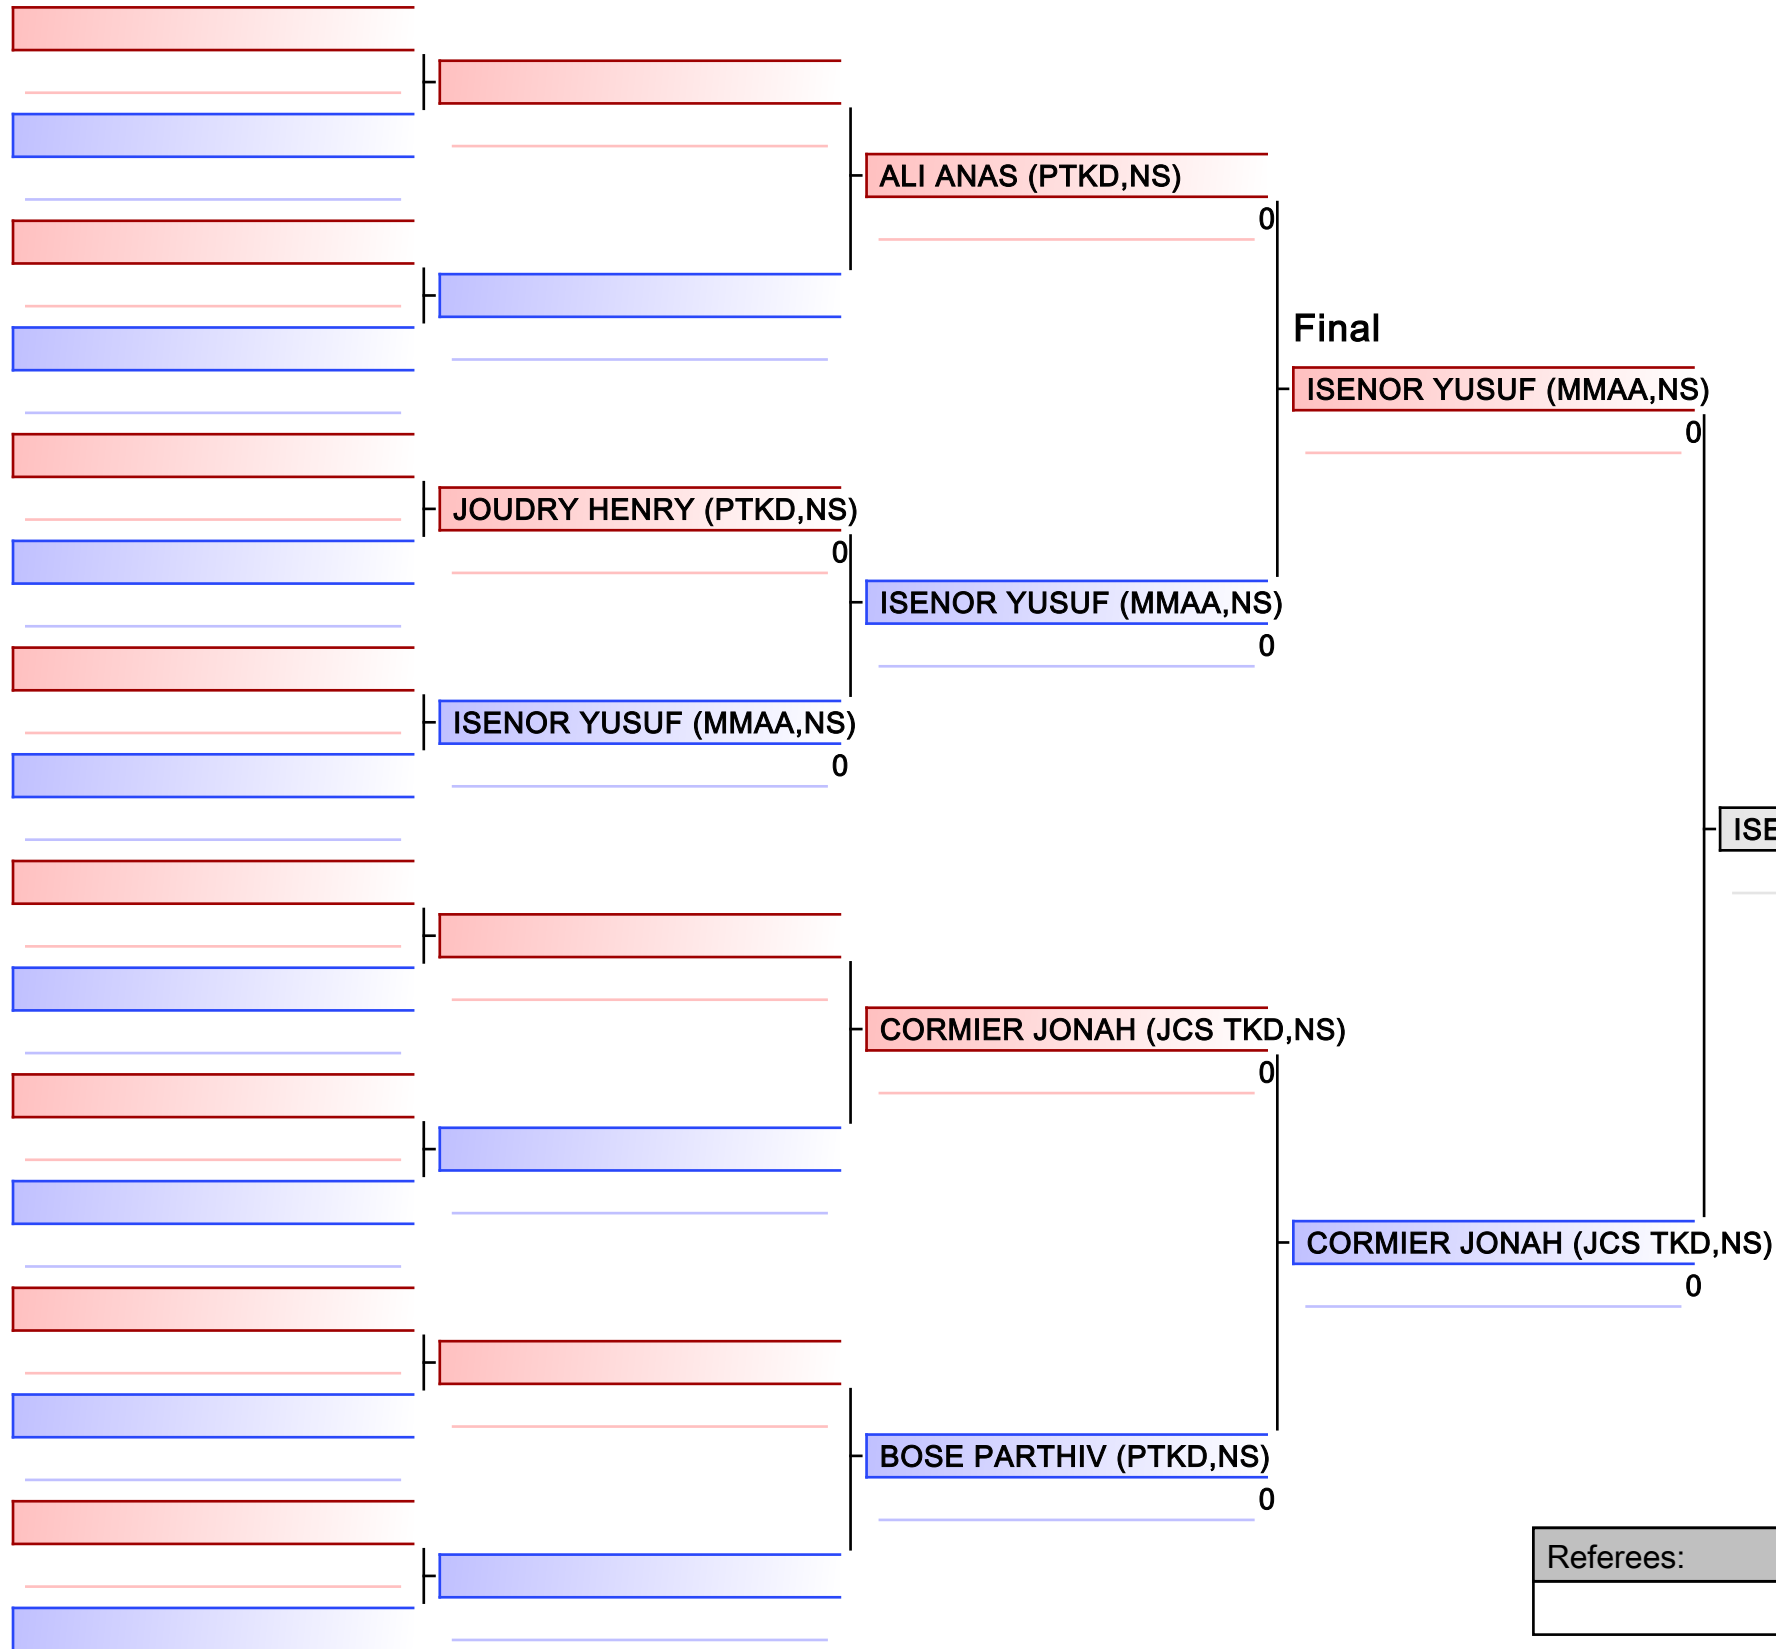 ALI ANAS (PTKD,NS)
0
Final
ISENOR YUSUF (MMAA,NS)
0
JOUDRY HENRY (PTKD,NS)
0
ISENOR YUSUF (MMAA,NS)
0
ISENOR YUSUF (MMAA,NS)
0
ISE
CORMIER JONAH (JCS TKD,NS)
0
CORMIER JONAH (JCS TKD,NS)
0
BOSE PARTHIV (PTKD,NS)
0
Referees: